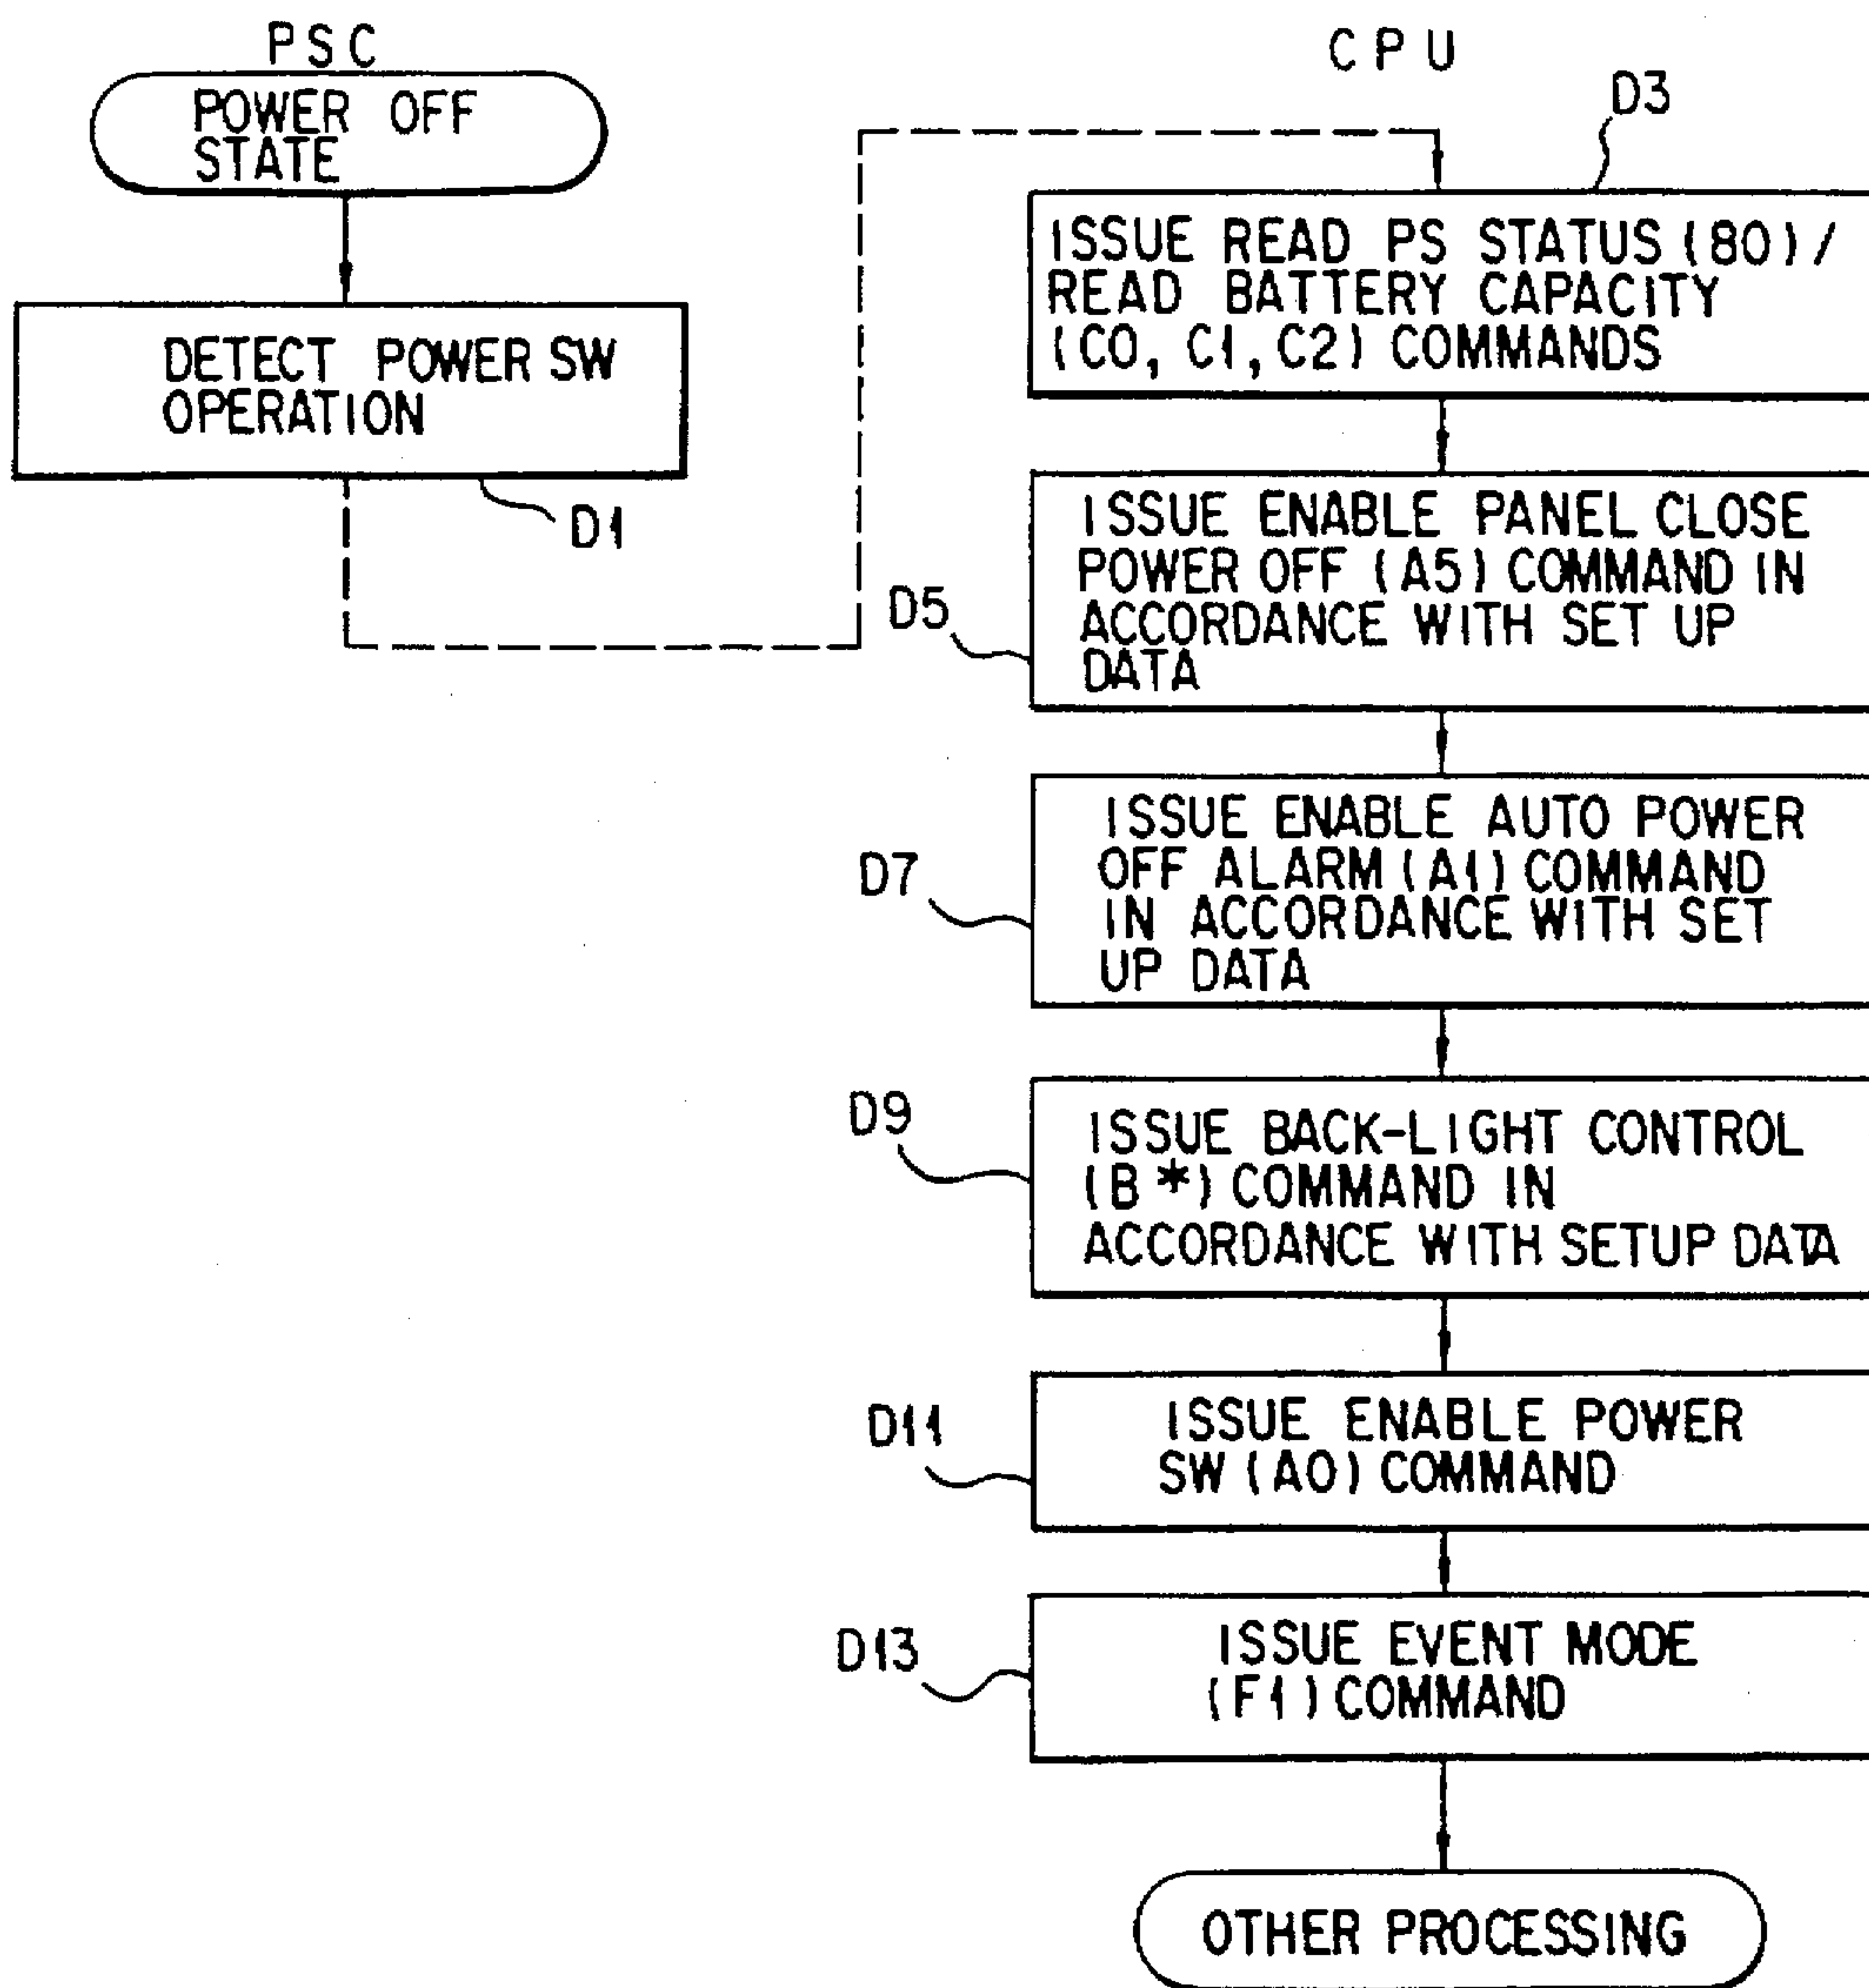 PSC
POWER OFF
STATE
DETECT POWER SW
OPERATION
D1
CPU
D3
ISSUE READ PS STATUS (80) /
READ BATTERY CAPACITY
(C0, C1, C2) COMMANDS
D5
ISSUE ENABLE PANEL CLOSE
POWER OFF (A5) COMMAND IN
ACCORDANCE WITH SET UP
DATA
D7
ISSUE ENABLE AUTO POWER
OFF ALARM (A1) COMMAND
IN ACCORDANCE WITH SET
UP DATA
D9
ISSUE BACK-LIGHT CONTROL
(B*) COMMAND IN
ACCORDANCE WITH SETUP DATA
D11
ISSUE ENABLE POWER
SW (A0) COMMAND
D13
ISSUE EVENT MODE
(F1) COMMAND
OTHER PROCESSING